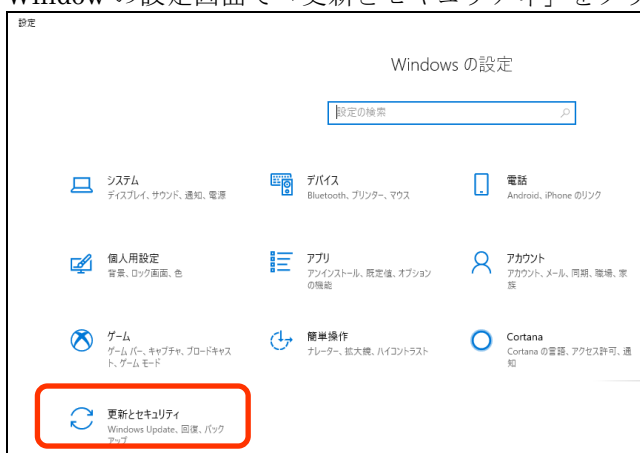 Window の設定画面で「更新とセキュリティ」をク
設定
Windows の設定
設定の検索
システム
ディスプレイ、サウンド、通知、電源
デバイス
Bluetooth、プリンター、マウス
電話
Android、iPhone のリンク
個人用設定
背景、ロック画面、色
アプリ
アンインストール、既定値、オプション
の機能
アカウント
アカウント、メール、同期、職場、家
族
ゲーム
ゲーム バー、キャプチャ、ブロードキャス
ト、ゲーム モード
簡単操作
ナレーター、拡大鏡、ハイコントラスト
Cortana
Cortana の言語、アクセス許可、通
知
更新とセキュリティ
Windows Update、回復、バック
アップ